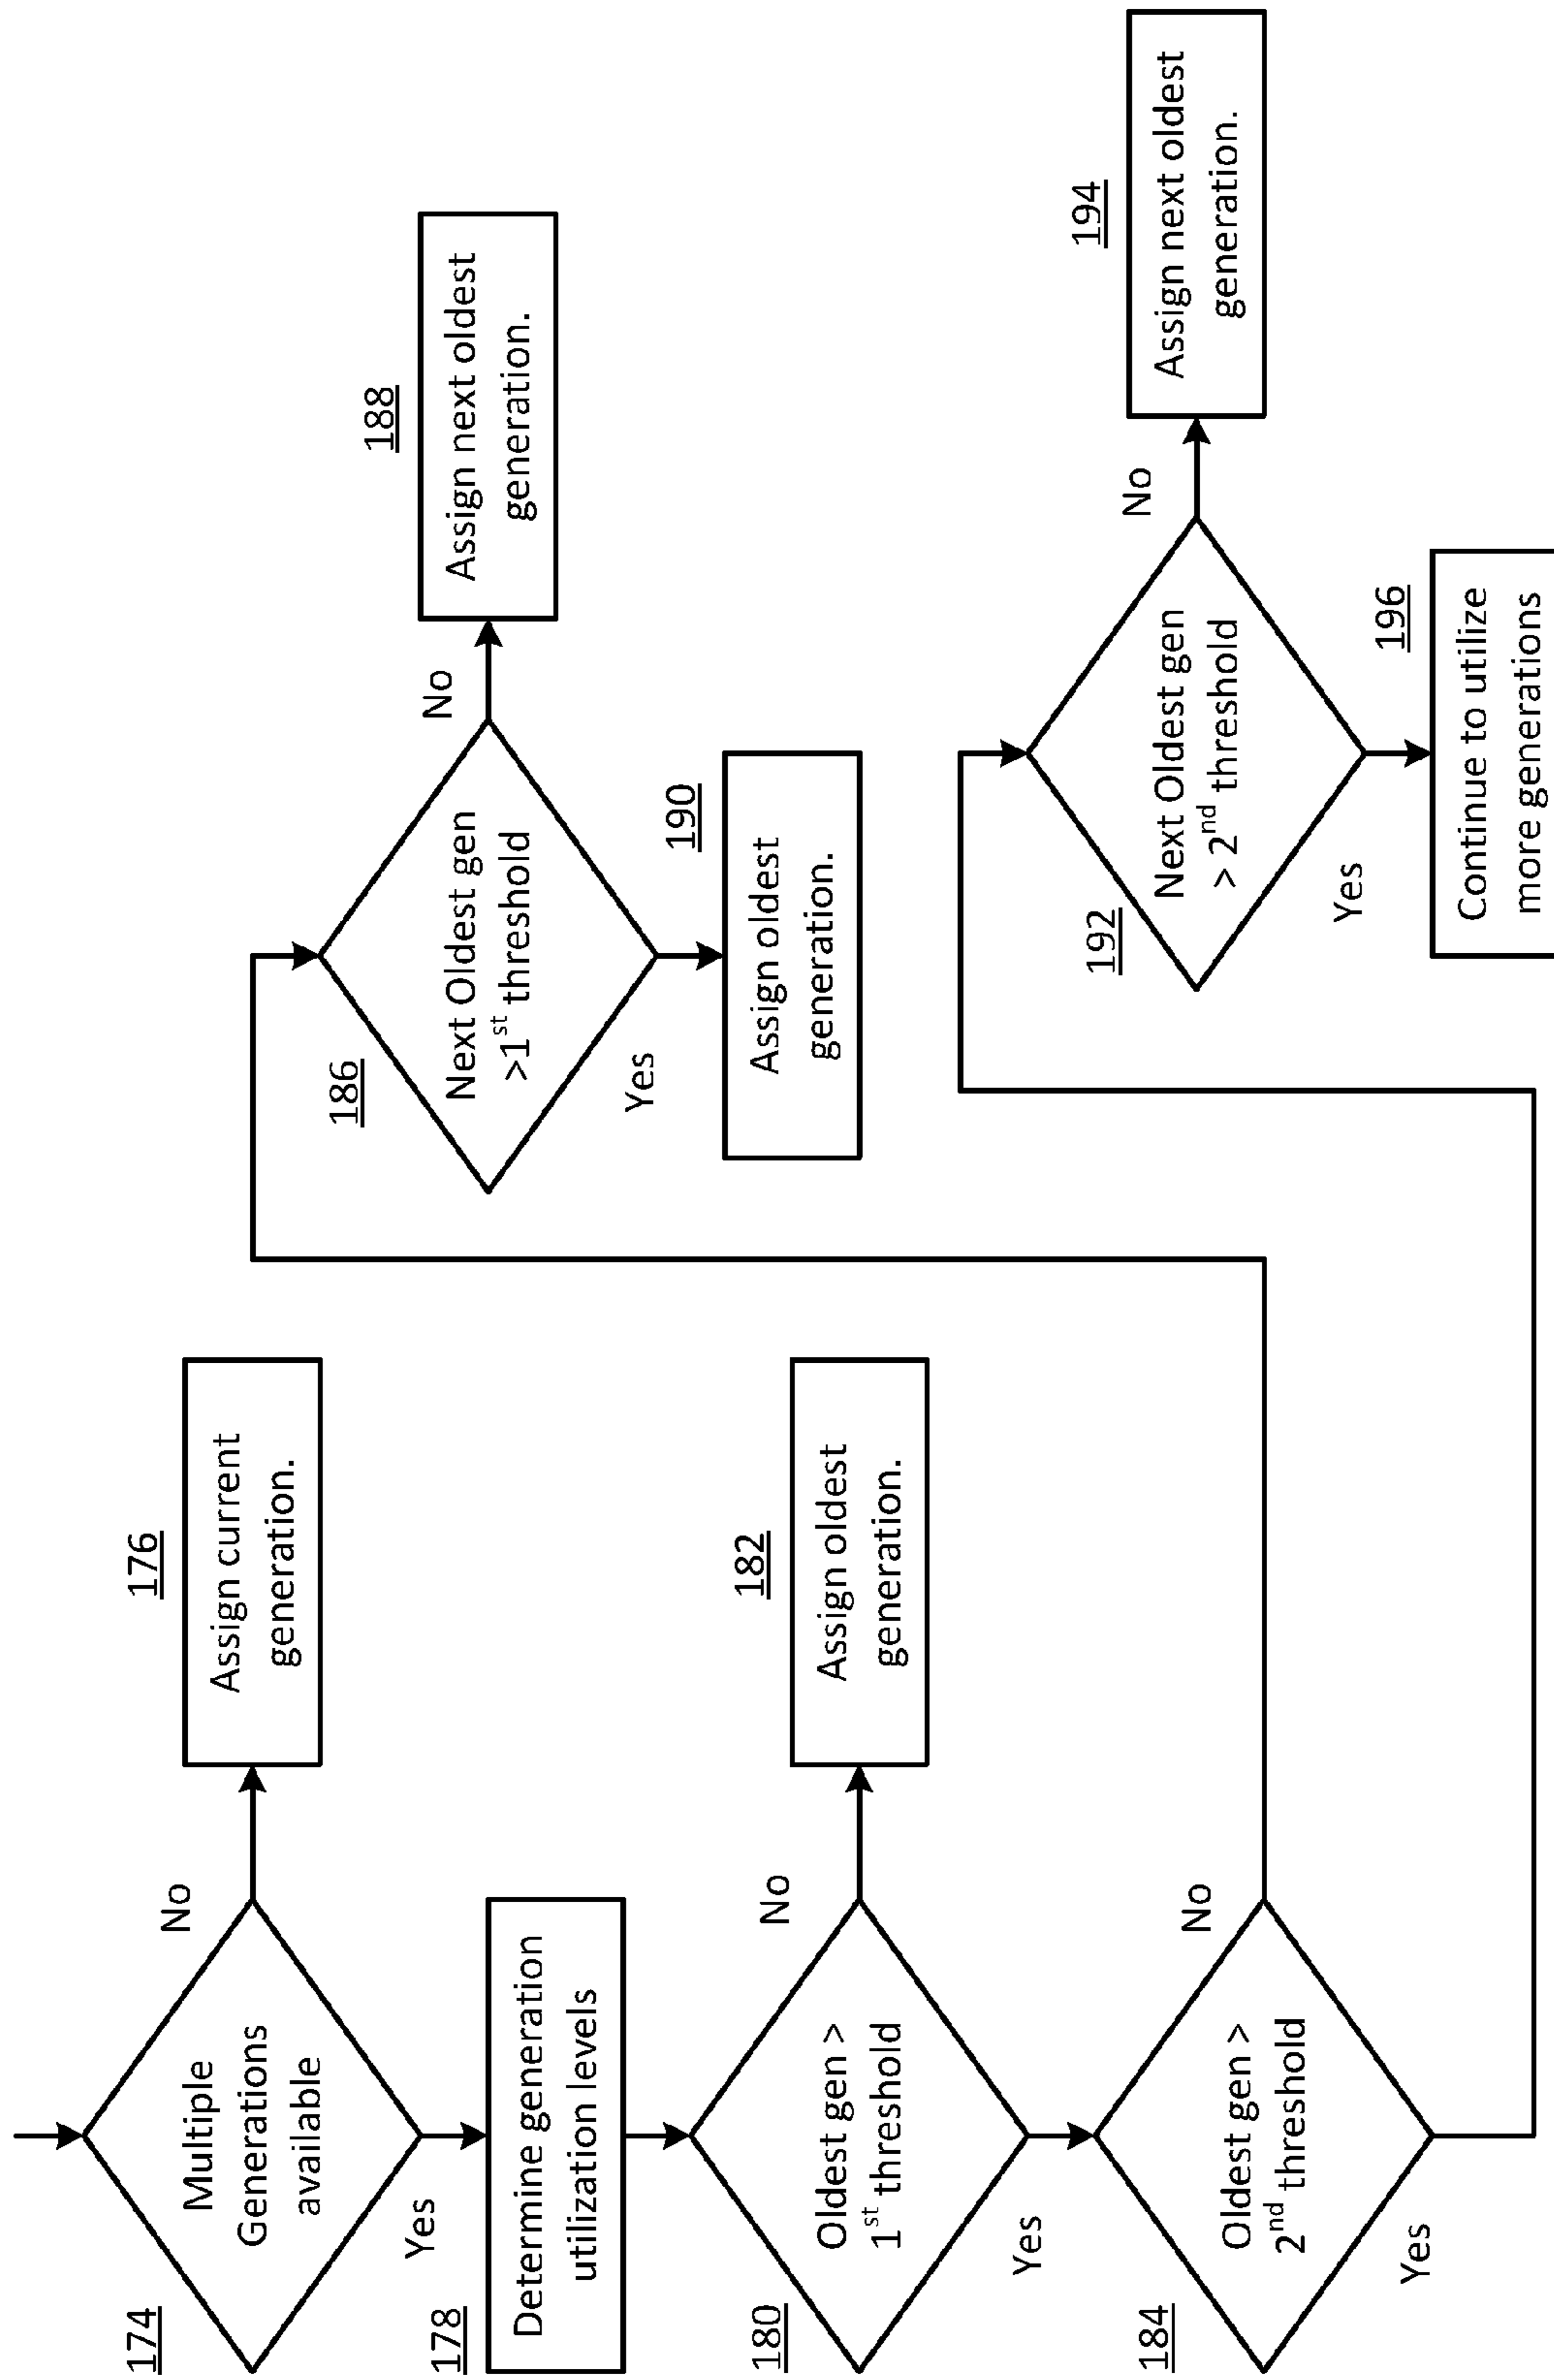 174
Multiple
Generations
available
No
Yes
176
Assign current
generation.
178
Determine generation
utilization levels
180
Oldest gen >
1st threshold
No
Yes
182
Assign oldest
generation.
184
Oldest gen >
2nd threshold
No
Yes
186
Next Oldest gen
>1st threshold
No
Yes
188
Assign next oldest
generation.
190
Assign oldest
generation.
192
Next Oldest gen
> 2nd threshold
No
Yes
194
Assign next oldest
generation.
196
Continue to utilize
more generations